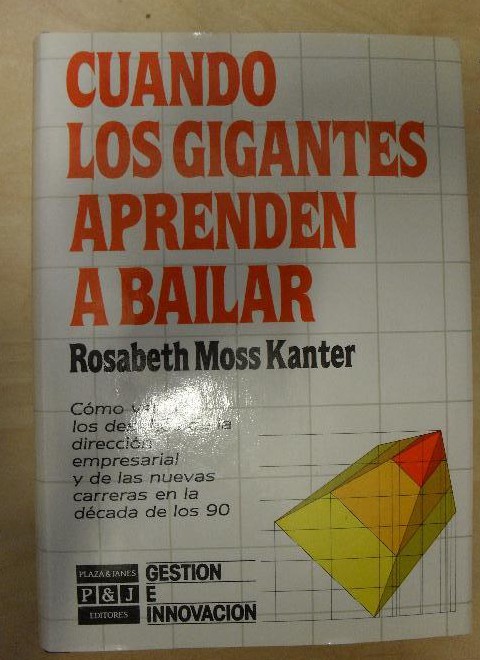 CUANDO
LOS GIGANTES
APRENDEN
A BAILAR
Rosabeth Moss Kanter
Cómo
los la
dirección
empresarial
y de las nuevas
carreras en la
década de los 90
PLAZA & JANES
P & J
EDITORES
GESTION
E
INNOVACION